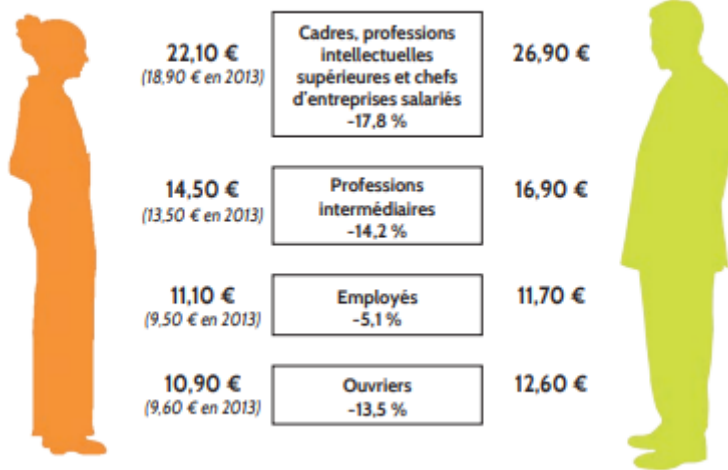 22,10 €
(18,90 € en 2013)
Cadres, professions
intellectuelles
supérieures et chefs
d'entreprises salariés
-17,8 %
26,90 €
14,50 €
(13,50 € en 2013)
Professions
intermédiaires
-14,2 %
16,90 €
11,10 €
(9,50 € en 2013)
Employés
-5,1 %
11,70 €
10,90 €
(9,60 € en 2013)
Ouvriers
-13,5 %
12,60 €